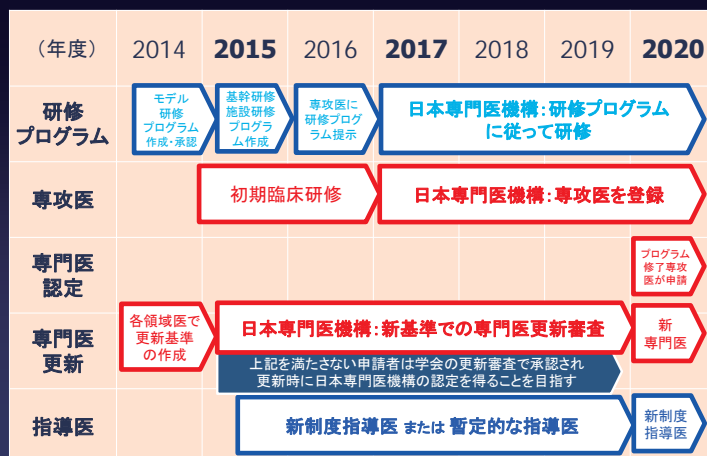 （年度） 2014 2015 2016 2017 2018 2019 2020
研修
プログラム
モデル
研修
プログラム
作成・承認
基幹研修
施設研修
プログラ
ム作成
専攻医に
研修プログ
ラム提示
日本専門医機構：研修プログラム
に従って研修
専攻医
初期臨床研修
日本専門医機構：専攻医を登録
専門医
認定
プログラム
修了専攻
医が申請
専門医
更新
各領域医で
更新基準
の作成
日本専門医機構：新基準での専門医更新審査
上記を満たさない申請者は学会の更新審査で承認され
更新時に日本専門医機構の認定を得ることを目指す
新
専門医
指導医
新制度指導医 または 暫定的な指導医
新制度
指導医